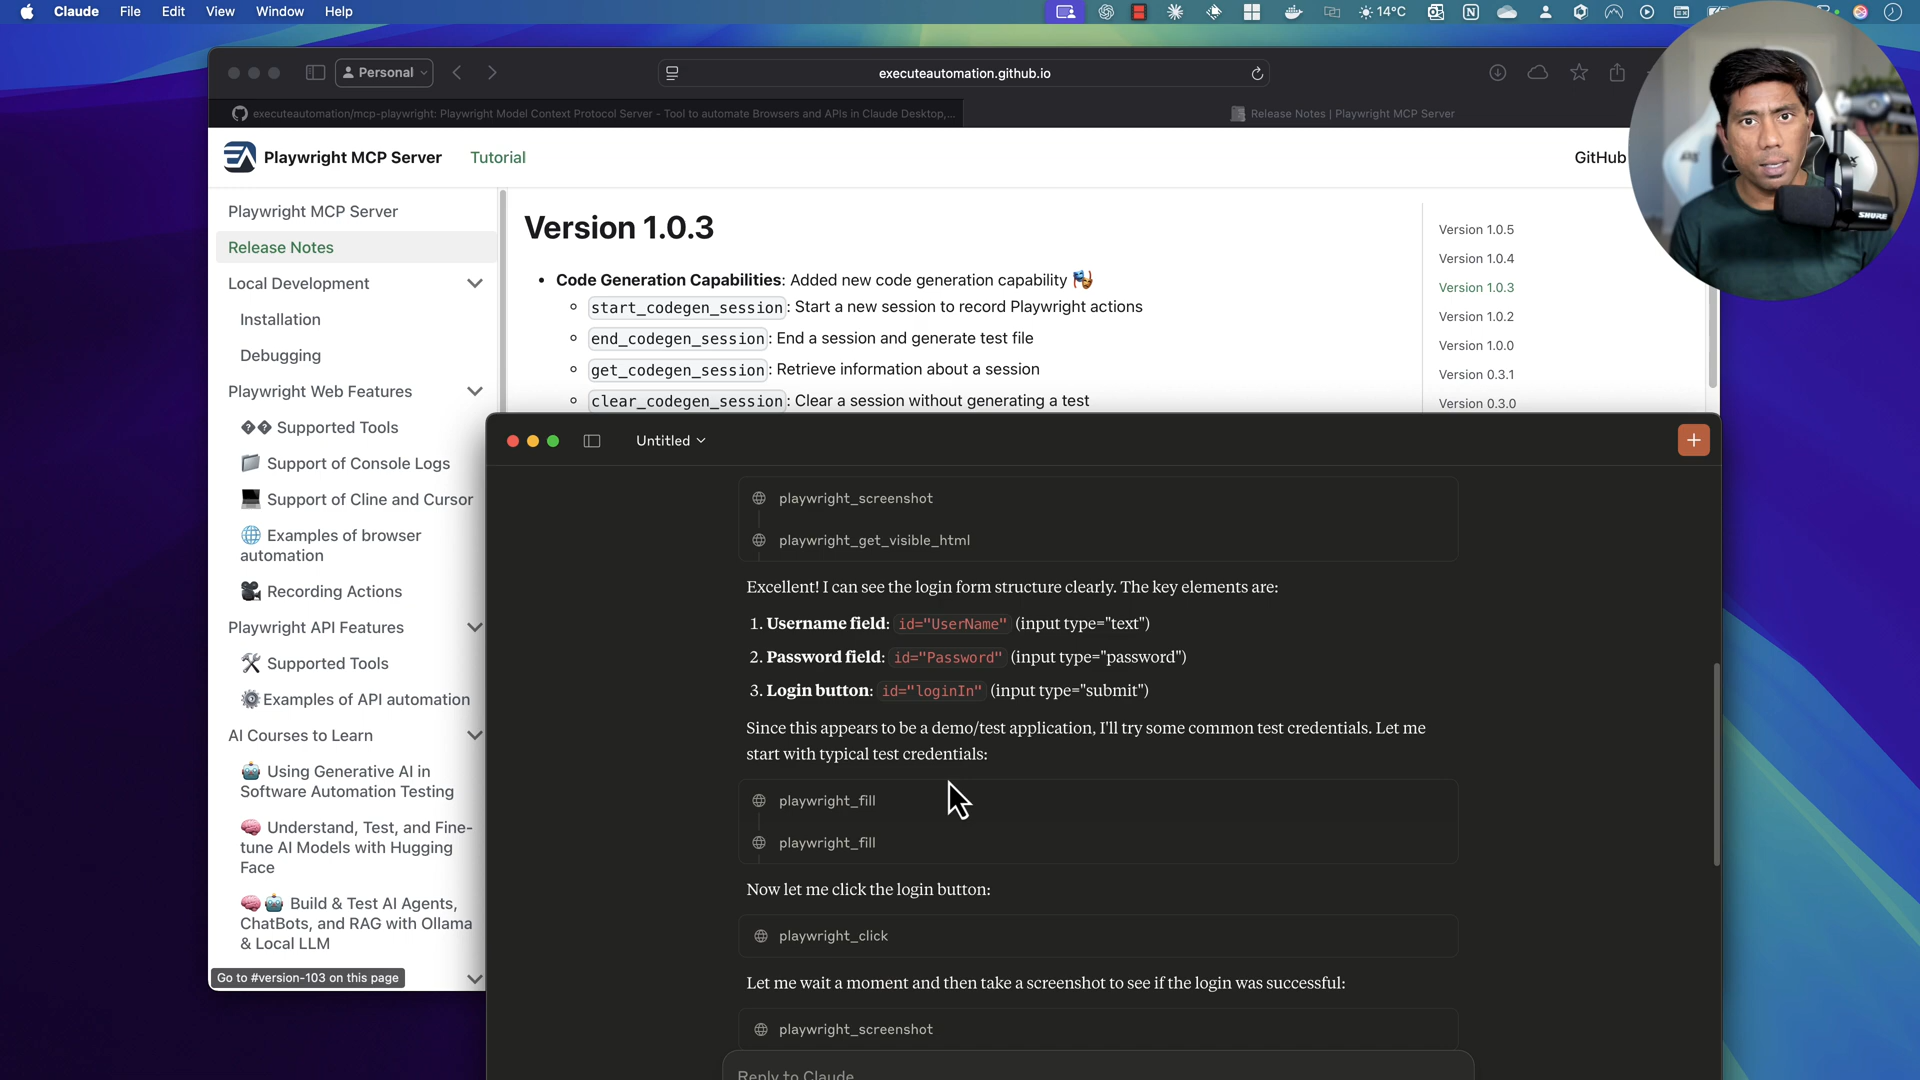 Claude File Edit View Window Help
14°C
Personal
executeautomation.github.io
executeautomation/mcp-playwright: Playwright Model Context Protocol Server - Tool to automate Browsers and APIs in Claude Desktop,...
Release Notes | Playwright MCP Server
Playwright MCP Server
Tutorial
GitHub
Playwright MCP Server
Release Notes
Local Development
Installation
Debugging
Playwright Web Features
�� Supported Tools
Support of Console Logs
Support of Cline and Cursor
Examples of browser
automation
Recording Actions
Playwright API Features
Supported Tools
Examples of API automation
AI Courses to Learn
Using Generative AI in
Software Automation Testing
Understand, Test, and Fine-
tune AI Models with Hugging
Face
Build & Test AI Agents,
ChatBots, and RAG with Ollama
& Local LLM
Go to #version-103 on this page
Version 1.0.3
Code Generation Capabilities: Added new code generation capability
start_codegen_session: Start a new session to record Playwright actions
end_codegen_session: End a session and generate test file
get_codegen_session: Retrieve information about a session
clear_codegen_session: Clear a session without generating a test
Version 1.0.5
Version 1.0.4
Version 1.0.3
Version 1.0.2
Version 1.0.0
Version 0.3.1
Version 0.3.0
SHURE
Untitled
playwright_screenshot
playwright_get_visible_html
Excellent! I can see the login form structure clearly. The key elements are:
1. Username field: id="UserName" (input type="text")
2. Password field: id="Password" (input type="password")
3. Login button: id="loginIn" (input type="submit")
Since this appears to be a demo/test application, I'll try some common test credentials. Let me
start with typical test credentials:
playwright_fill
playwright_fill
Now let me click the login button:
playwright_click
Let me wait a moment and then take a screenshot to see if the login was successful:
playwright_screenshot
Reply to Claude